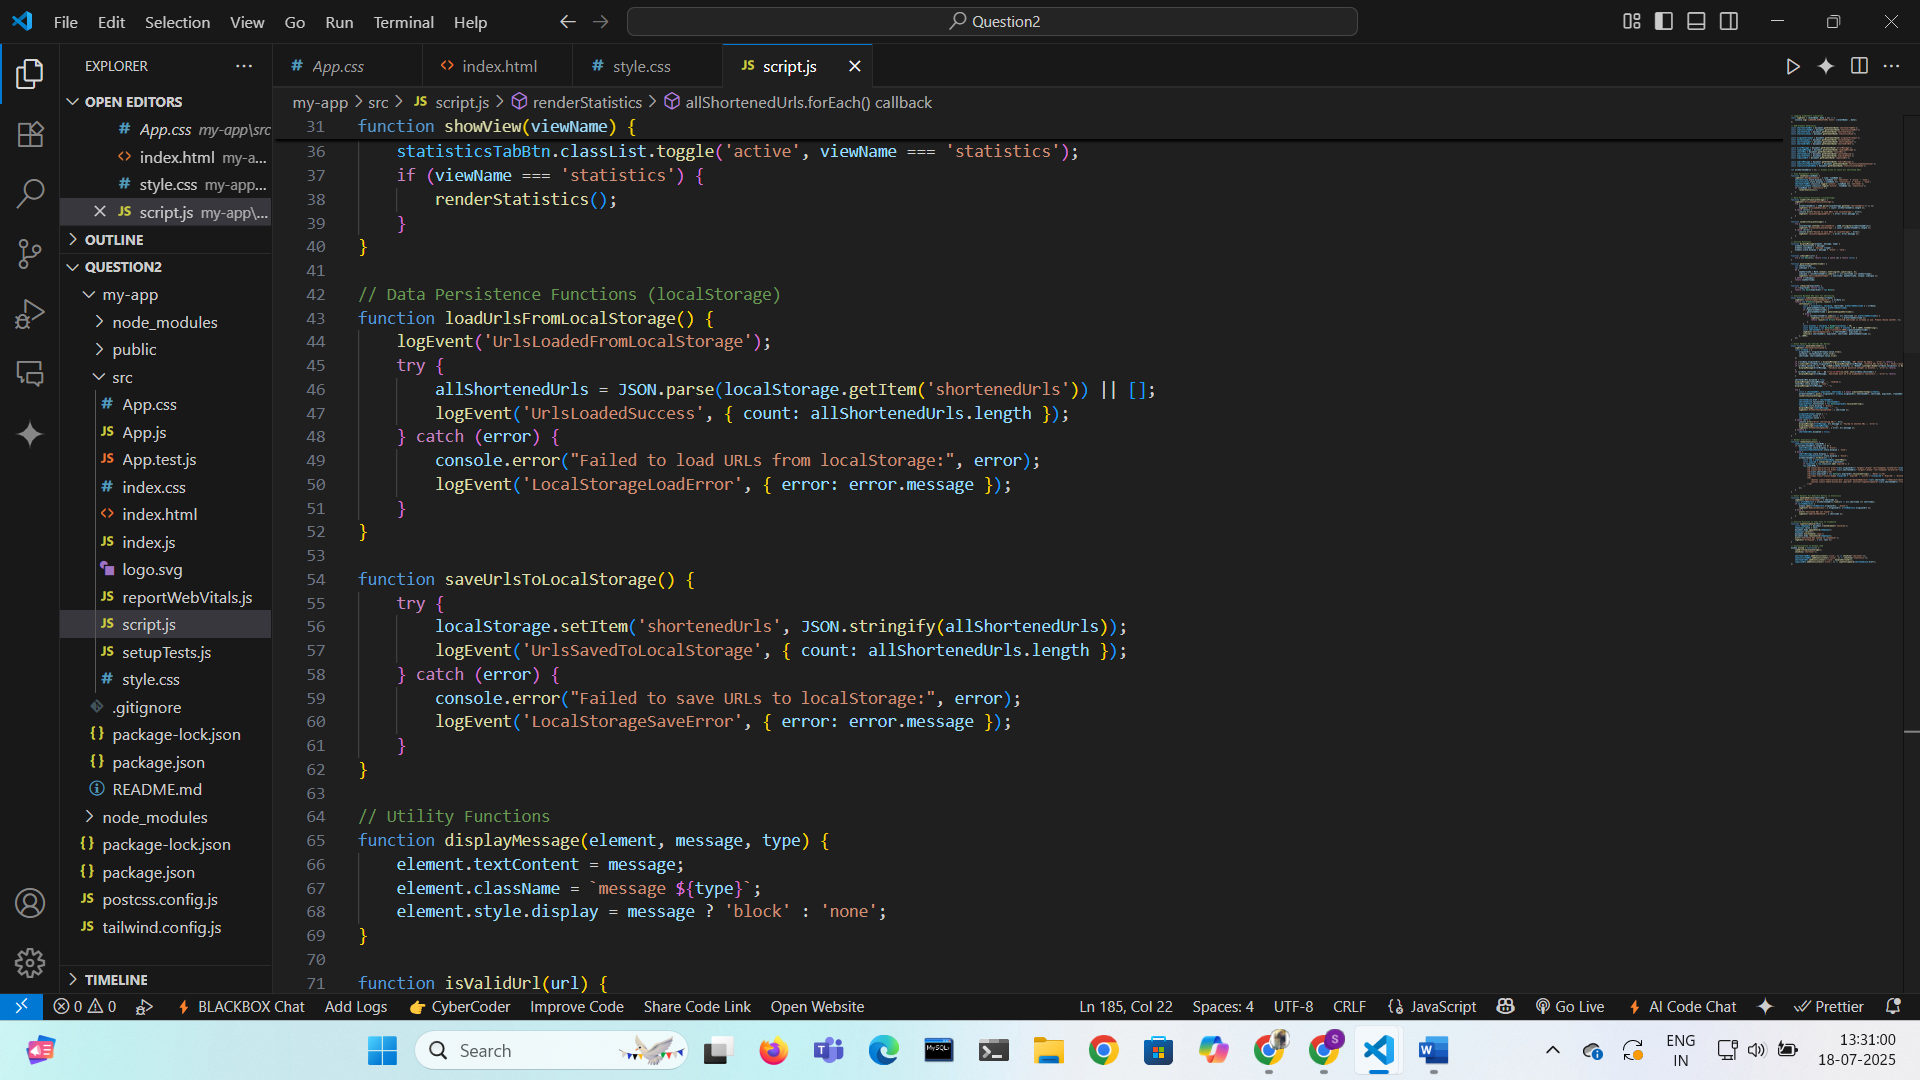 File Edit Selection View Go Run Terminal Help
Question2
EXPLORER
OPEN EDITORS
App.css my-app\src
index.html my-a...
style.css my-app...
JS script.js my-app\...
OUTLINE
QUESTION2
my-app
node_modules
public
src
App.css
JS App.js
JS App.test.js
index.css
index.html
JS index.js
logo.svg
JS reportWebVitals.js
JS script.js
JS setupTests.js
style.css
.gitignore
package-lock.json
package.json
README.md
node_modules
package-lock.json
package.json
JS postcss.config.js
JS tailwind.config.js
TIMELINE
# App.css <> index.html # style.css JS script.js
my-app > src > JS script.js > renderStatistics > allShortenedUrls.forEach() callback
31 function showView(viewName) {
36 statisticsTabBtn.classList.toggle('active', viewName === 'statistics');
37 if (viewName === 'statistics') {
38 renderStatistics();
39 }
40 }
41
42 // Data Persistence Functions (localStorage)
43 function loadUrlsFromLocalStorage() {
44 logEvent('UrlsLoadedFromLocalStorage');
45 try {
46 allShortenedUrls = JSON.parse(localStorage.getItem('shortenedUrls')) || [];
47 logEvent('UrlsLoadedSuccess', { count: allShortenedUrls.length });
48 } catch (error) {
49 console.error("Failed to load URLs from localStorage:", error);
50 logEvent('LocalStorageLoadError', { error: error.message });
51 }
52 }
53
54 function saveUrlsToLocalStorage() {
55 try {
56 localStorage.setItem('shortenedUrls', JSON.stringify(allShortenedUrls));
57 logEvent('UrlsSavedToLocalStorage', { count: allShortenedUrls.length });
58 } catch (error) {
59 console.error("Failed to save URLs to localStorage:", error);
60 logEvent('LocalStorageSaveError', { error: error.message });
61 }
62 }
63
64 // Utility Functions
65 function displayMessage(element, message, type) {
66 element.textContent = message;
67 element.className = `message ${type}`;
68 element.style.display = message ? 'block' : 'none';
69 }
70
71 function isValidUrl(url) {
0 0 BLACKBOX Chat Add Logs CyberCoder Improve Code Share Code Link Open Website Ln 185, Col 22 Spaces: 4 UTF-8 CRLF {} JavaScript Go Live AI Code Chat Prettier
Search
MySQL
S
W
ENG
IN
13:31:00
18-07-2025